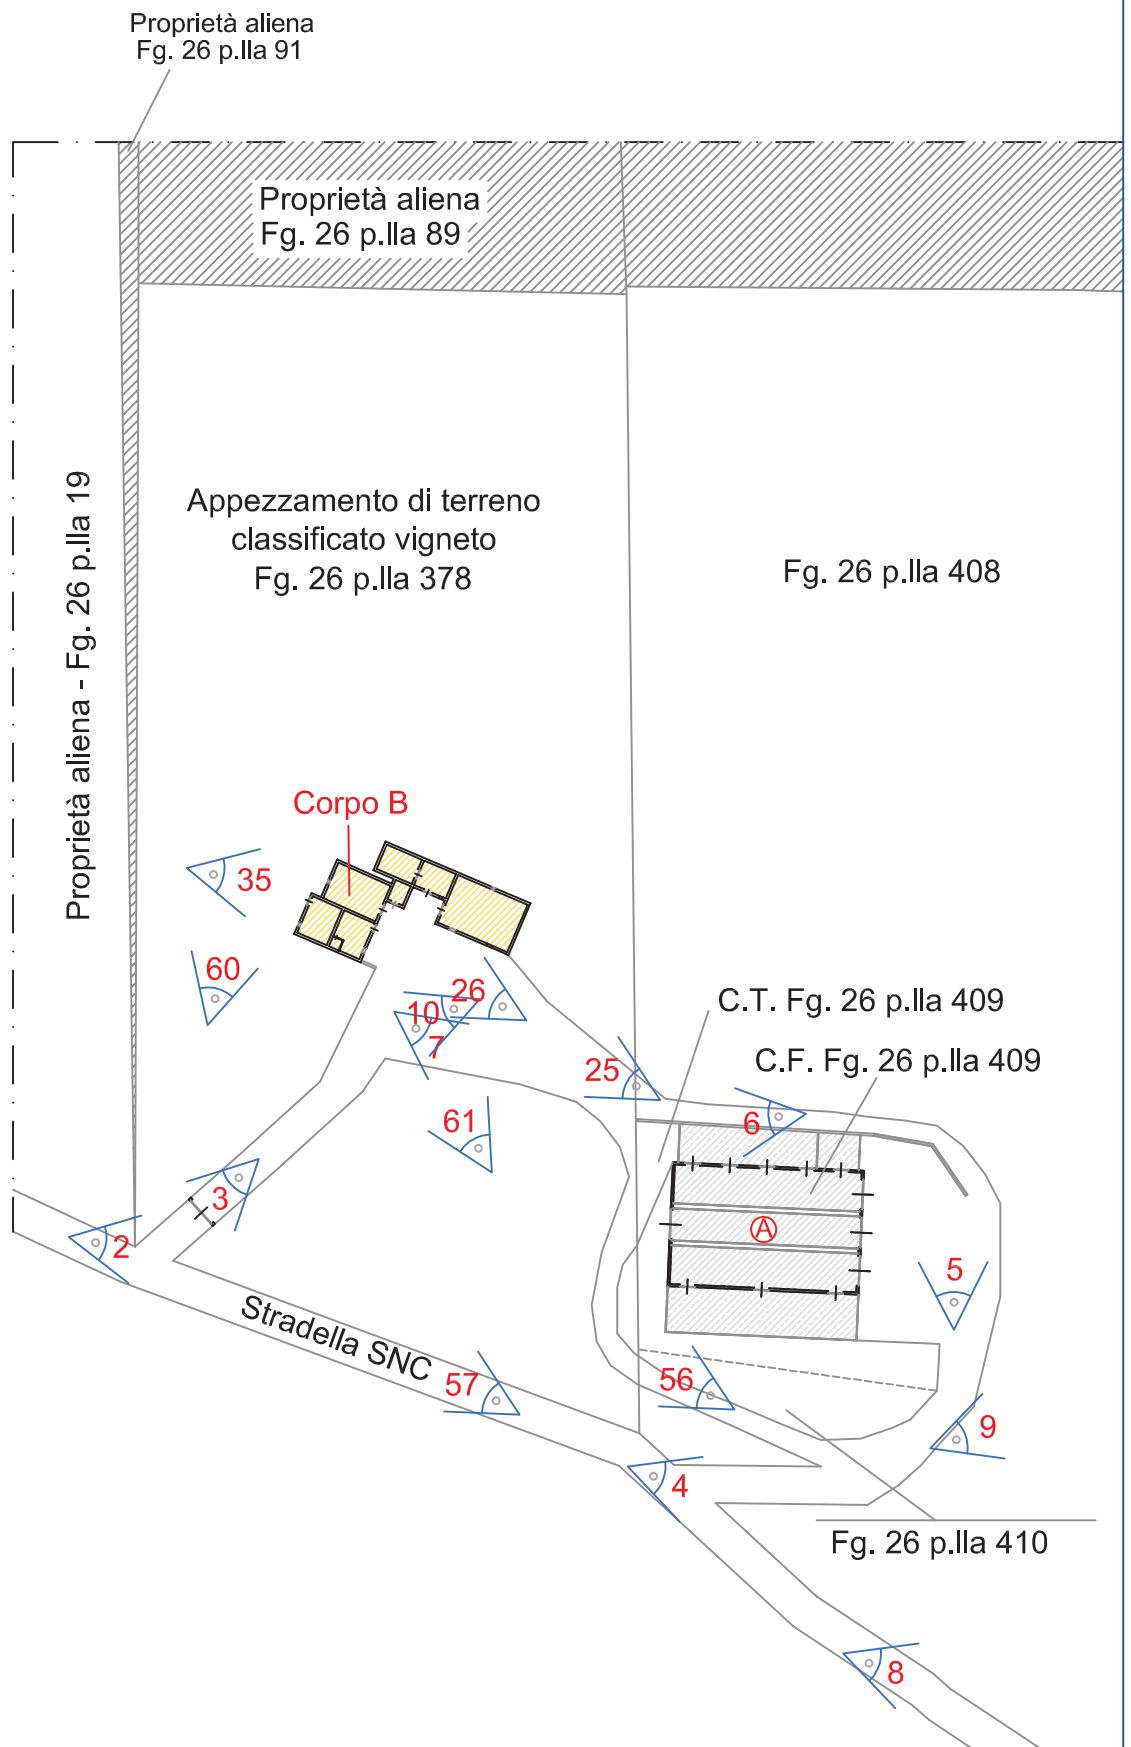 Proprietà aliena
Fg. 26 p.lla 91
Proprietà aliena
Fg. 26 p.lla 89
Proprietà aliena - Fg. 26 p.lla 19
Appezzamento di terreno
classificato vigneto
Fg. 26 p.lla 378
Fg. 26 p.lla 408
Corpo B
35
60
26
10
7
25
61
C.T. Fg. 26 p.lla 409
C.F. Fg. 26 p.lla 409
6
3
2
A
5
Stradella SNC
57
56
9
4
Fg. 26 p.lla 410
8